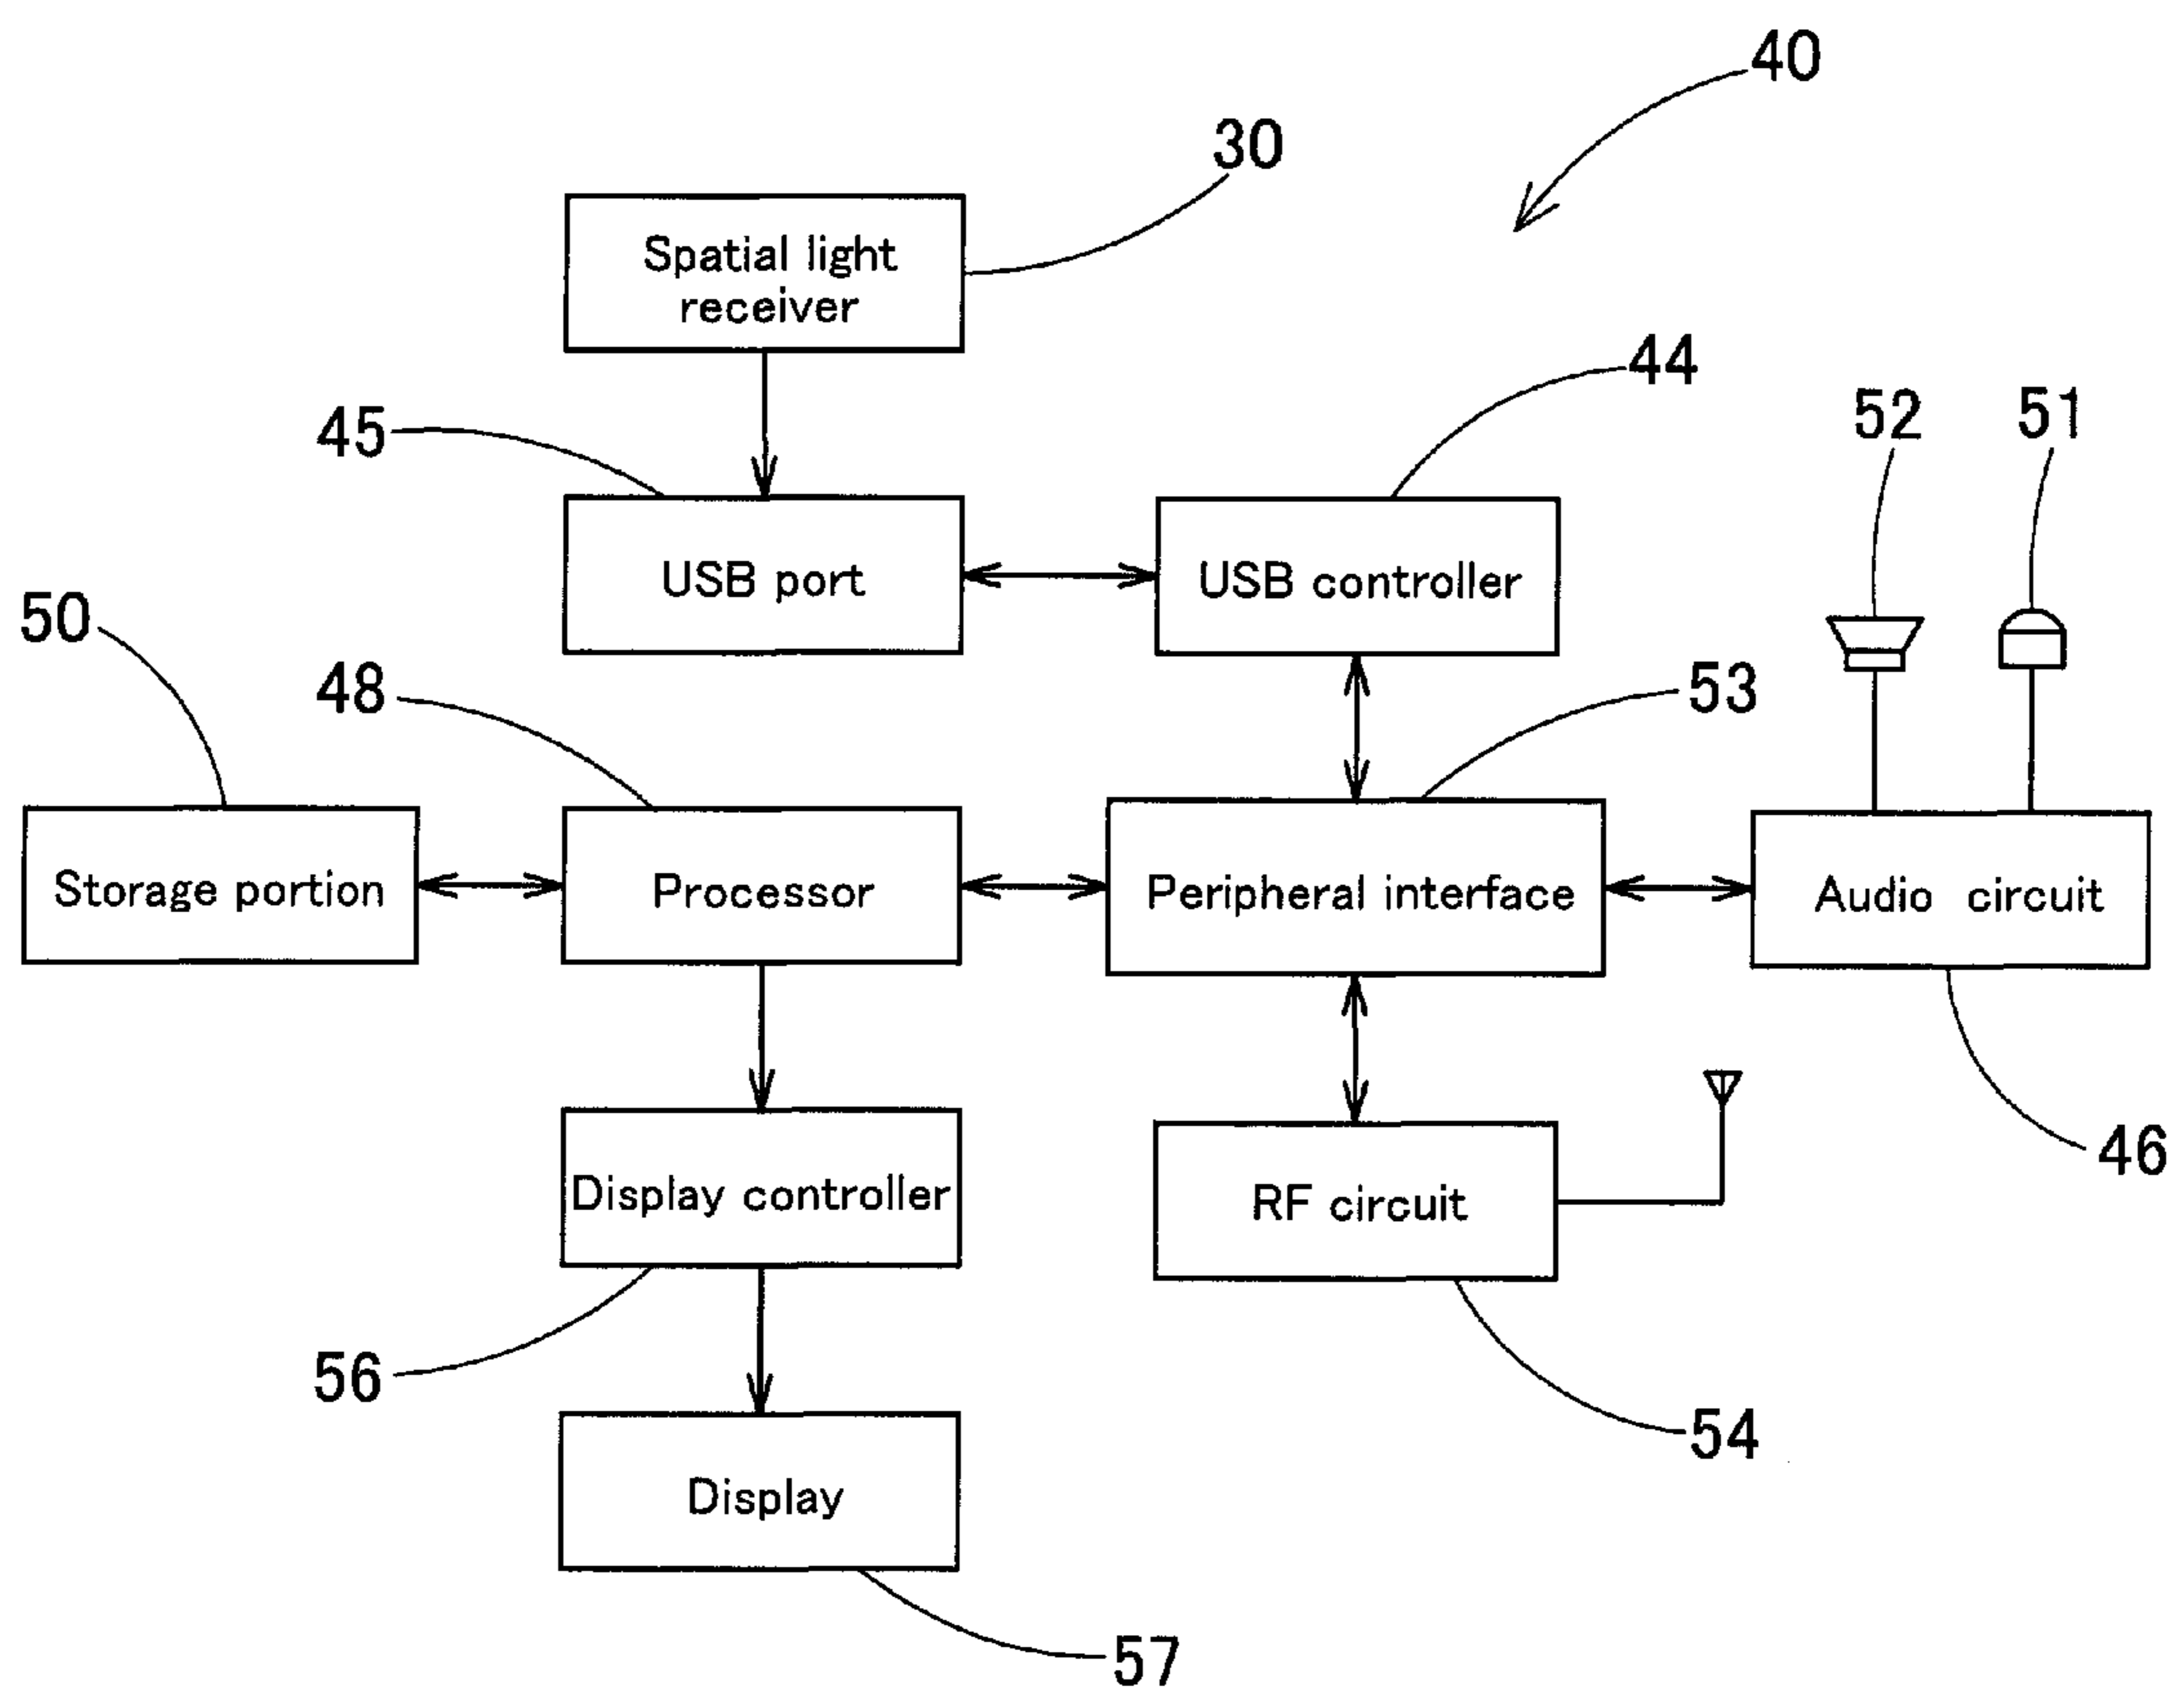 40
30
Spatial light
receiver
44
45
52
51
USB port
USB controller
50
48
53
Storage portion
Processor
Peripheral interface
Audio circuit
46
Display controller
RF circuit
56
54
Display
57